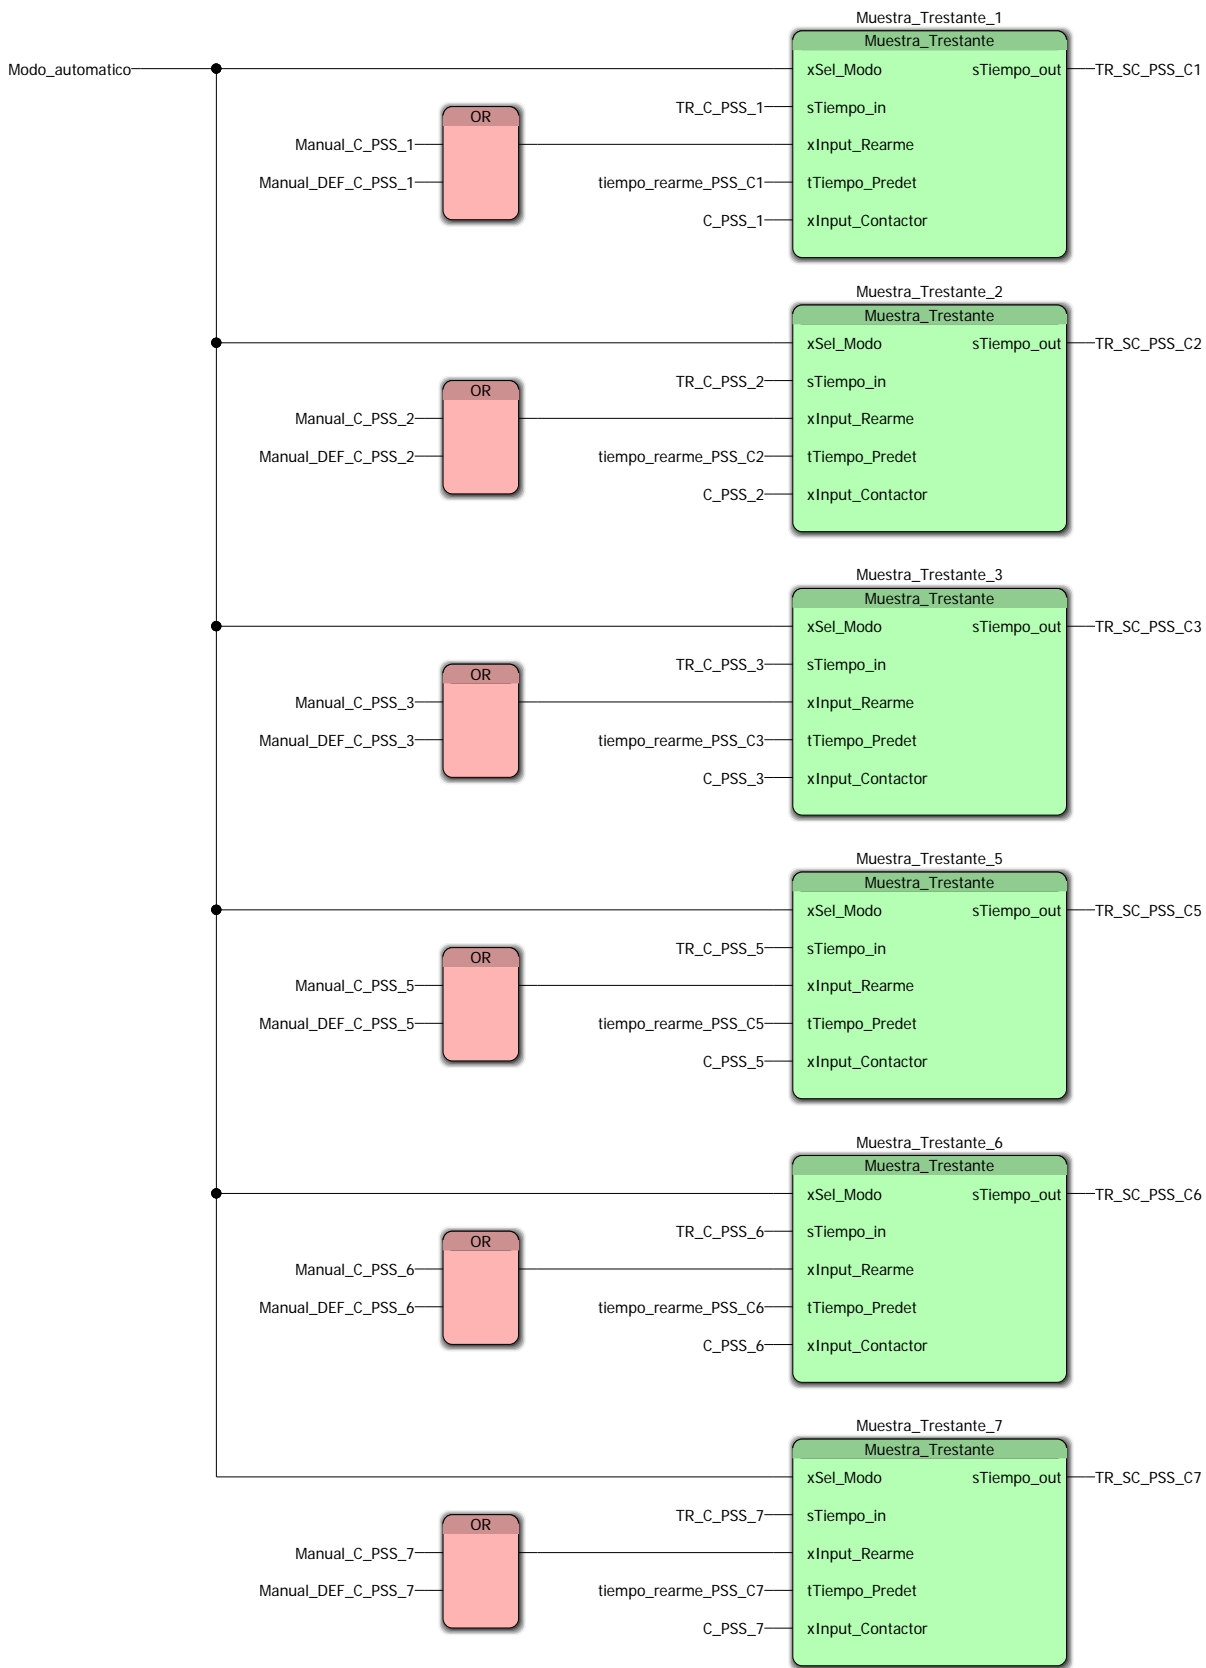 Muestra_Trestante_1
Muestra_Trestante
Modo_automatico
xSel_Modo sTiempo_out TR_SC_PSS_C1
TR_C_PSS_1 sTiempo_in
OR
Manual_C_PSS_1 xInput_Rearme
Manual_DEF_C_PSS_1 tiempo_rearme_PSS_C1 tTiempo_Predet
C_PSS_1 xInput_Contactor
Muestra_Trestante_2
Muestra_Trestante
xSel_Modo sTiempo_out TR_SC_PSS_C2
TR_C_PSS_2 sTiempo_in
OR
Manual_C_PSS_2 xInput_Rearme
Manual_DEF_C_PSS_2 tiempo_rearme_PSS_C2 tTiempo_Predet
C_PSS_2 xInput_Contactor
Muestra_Trestante_3
Muestra_Trestante
xSel_Modo sTiempo_out TR_SC_PSS_C3
TR_C_PSS_3 sTiempo_in
OR
Manual_C_PSS_3 xInput_Rearme
Manual_DEF_C_PSS_3 tiempo_rearme_PSS_C3 tTiempo_Predet
C_PSS_3 xInput_Contactor
Muestra_Trestante_5
Muestra_Trestante
xSel_Modo sTiempo_out TR_SC_PSS_C5
TR_C_PSS_5 sTiempo_in
OR
Manual_C_PSS_5 xInput_Rearme
Manual_DEF_C_PSS_5 tiempo_rearme_PSS_C5 tTiempo_Predet
C_PSS_5 xInput_Contactor
Muestra_Trestante_6
Muestra_Trestante
xSel_Modo sTiempo_out TR_SC_PSS_C6
TR_C_PSS_6 sTiempo_in
OR
Manual_C_PSS_6 xInput_Rearme
Manual_DEF_C_PSS_6 tiempo_rearme_PSS_C6 tTiempo_Predet
C_PSS_6 xInput_Contactor
Muestra_Trestante_7
Muestra_Trestante
xSel_Modo sTiempo_out TR_SC_PSS_C7
TR_C_PSS_7 sTiempo_in
OR
Manual_C_PSS_7 xInput_Rearme
Manual_DEF_C_PSS_7 tiempo_rearme_PSS_C7 tTiempo_Predet
C_PSS_7 xInput_Contactor